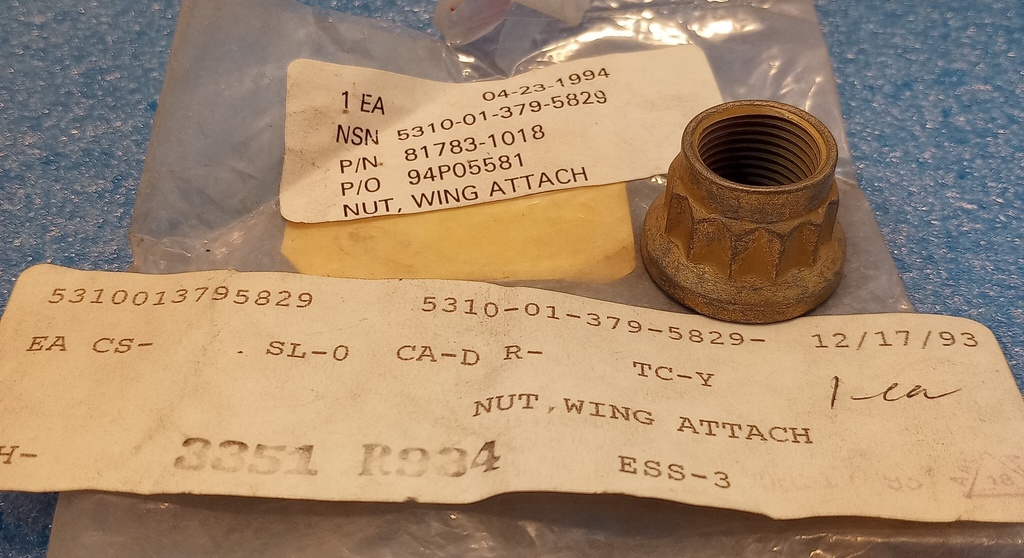 1 EA 04-23-1994
NSN 5310-01-379-5829
P/N 81783-1018
P/O 94P05581
NUT, WING ATTACH
5310013795829 5310-01-379-5829- 12/17/93
EA CS- . SL-0 CA-D R- TC-Y 1 ea
NUT,WING ATTACH
H- 3351 R934 ESS-3